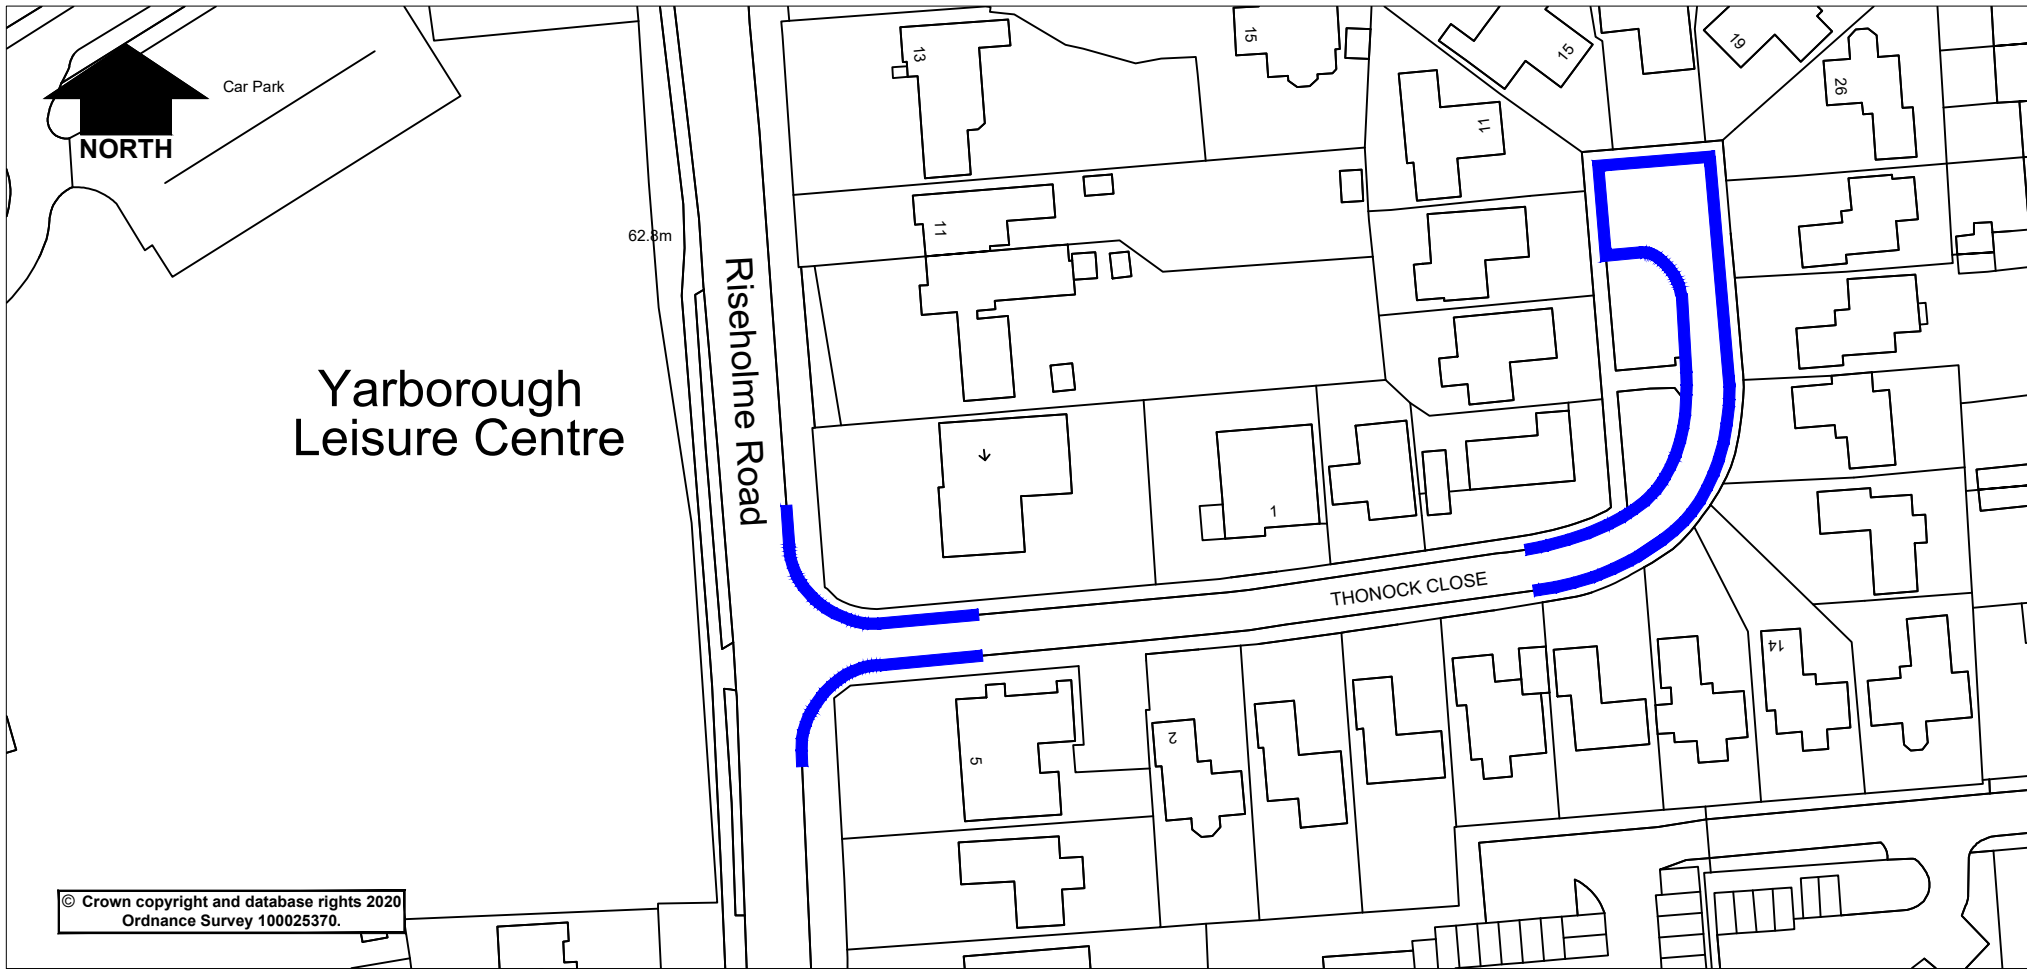 13
15
15
19
26
Car Park
NORTH
11
11
62.8m
Riseholme Road
Yarborough
Leisure Centre
1
THONOCK CLOSE
14
2
5
© Crown copyright and database rights 2020
Ordnance Survey 100025370.